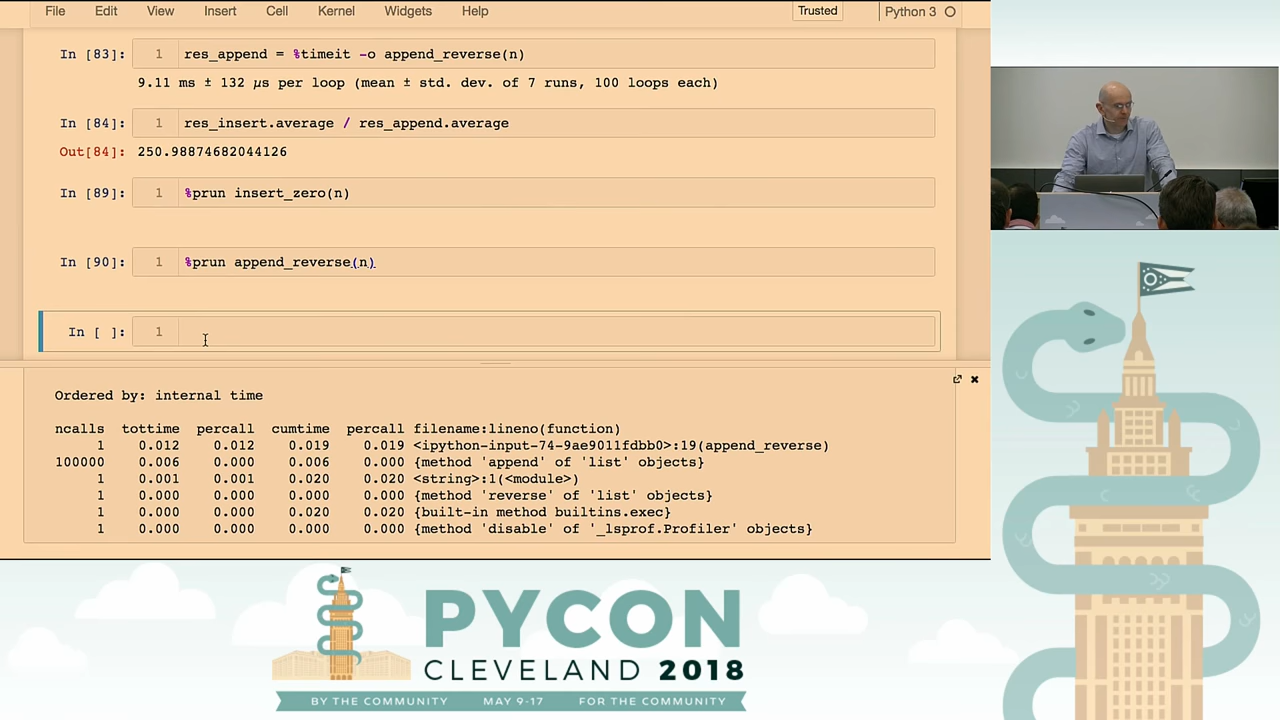 File Edit View Insert Cell Kernel Widgets Help Trusted Python 3
In [83]: 1 res_append = %timeit -o append_reverse(n)
9.11 ms ± 132 µs per loop (mean ± std. dev. of 7 runs, 100 loops each)
In [84]: 1 res_insert.average / res_append.average
Out[84]: 250.98874682044126
In [89]: 1 %prun insert_zero(n)
In [90]: 1 %prun append_reverse(n)
In [ ]: 1
Ordered by: internal time
ncalls tottime percall cumtime percall filename:lineno(function)
1 0.012 0.012 0.019 0.019 <ipython-input-74-9ae9011fdbb0>:19(append_reverse)
100000 0.006 0.000 0.006 0.000 {method 'append' of 'list' objects}
1 0.001 0.001 0.020 0.020 <string>:1(<module>)
1 0.000 0.000 0.000 0.000 {method 'reverse' of 'list' objects}
1 0.000 0.000 0.020 0.020 {built-in method builtins.exec}
1 0.000 0.000 0.000 0.000 {method 'disable' of '_lsprof.Profiler' objects}
PYCON
CLEVELAND 2018
BY THE COMMUNITY MAY 9-17 FOR THE COMMUNITY